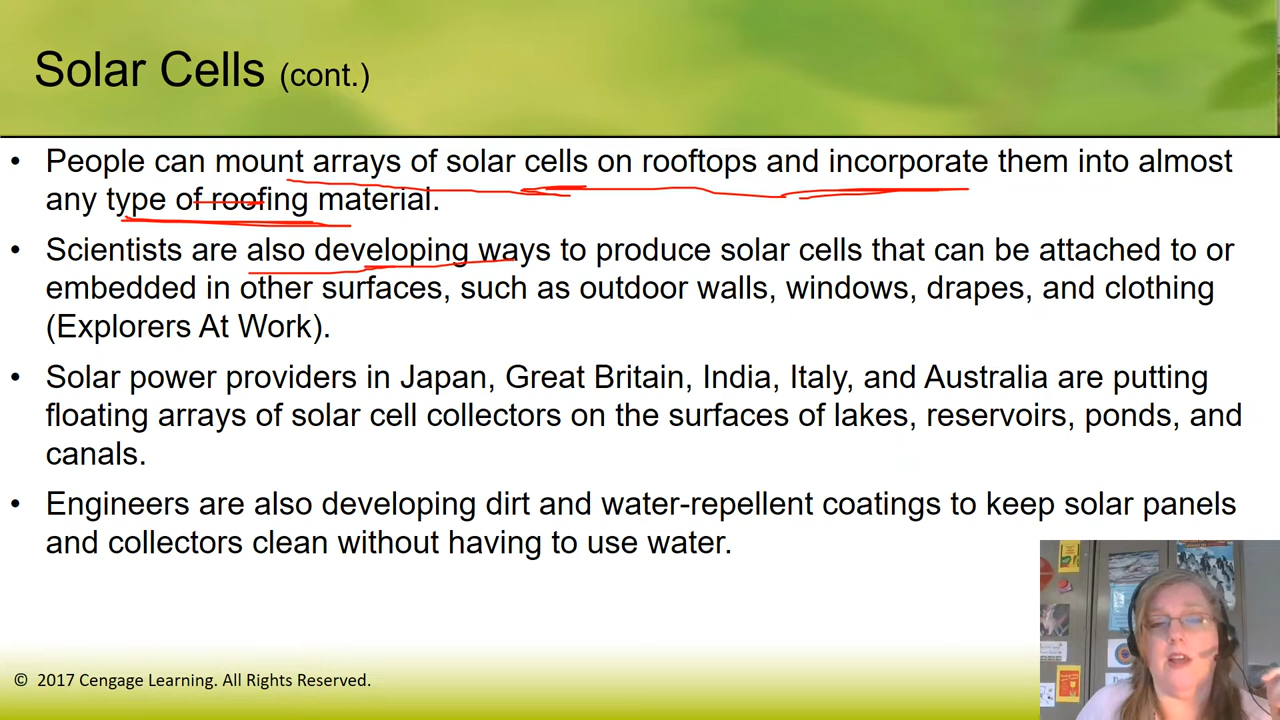 Solar Cells (cont.)
• People can mount arrays of solar cells on rooftops and incorporate them into almost
any type of roofing material.
• Scientists are also developing ways to produce solar cells that can be attached to or
embedded in other surfaces, such as outdoor walls, windows, drapes, and clothing
(Explorers At Work).
• Solar power providers in Japan, Great Britain, India, Italy, and Australia are putting
floating arrays of solar cell collectors on the surfaces of lakes, reservoirs, ponds, and
canals.
• Engineers are also developing dirt and water-repellent coatings to keep solar panels
and collectors clean without having to use water.
© 2017 Cengage Learning. All Rights Reserved.